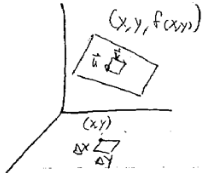 (x, y, f(x,y))
u⃗
v⃗
(x,y)
Δx
Δy